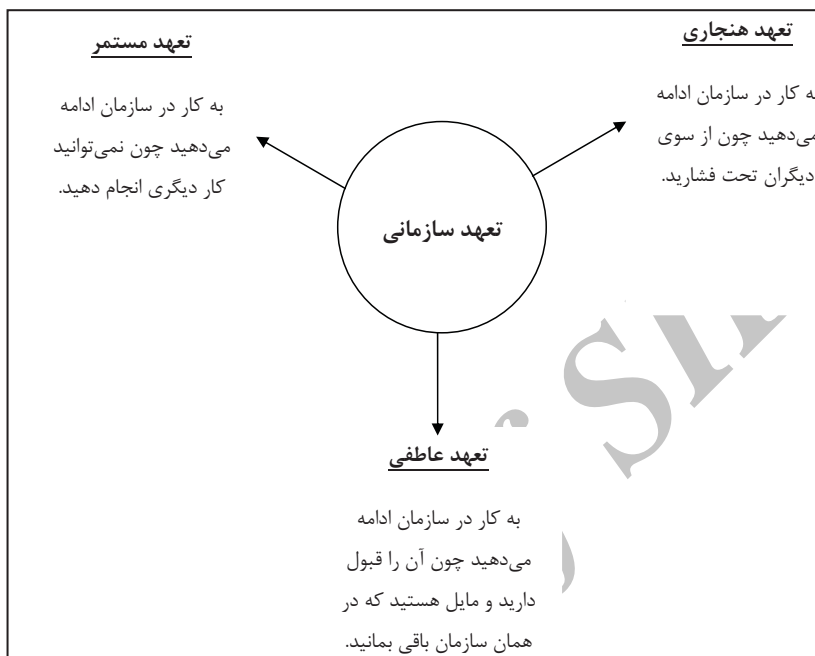 تعهد هنجاری
به کار در سازمان ادامه
می‌دهید چون از سوی
دیگران تحت فشارید.
تعهد مستمر
به کار در سازمان ادامه
می‌دهید چون نمی‌توانید
کار دیگری انجام دهید.
تعهد سازمانی
تعهد عاطفی
به کار در سازمان ادامه
می‌دهید چون آن را قبول
دارید و مایل هستید که در
همان سازمان باقی بمانید.